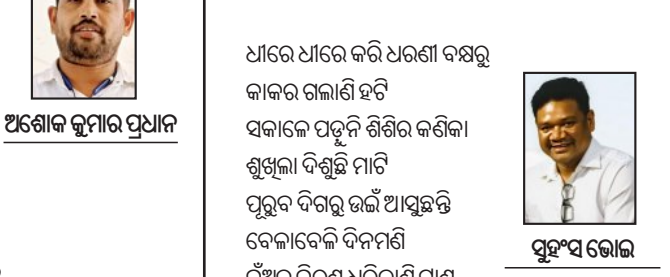 ଅଶୋକ କୁମାର ପ୍ରଧାନ
ଧୀରେ ଧୀରେ କରି ଧରଣୀ ବକ୍ଷରୁ
କାକର ଗଲାଣି ହଟି
ସକାଳେ ପଡୁନି ଶିଶିର କଣିକା
ଶୁଖିଲା ଦିଶୁଛି ମାଟି
ପୂରୁବ ଦିଗରୁ ଉଇଁ ଆସୁଛନ୍ତି
ବେଳାବେଳି ଦିନମଣି
ସୁହଂସ ଭୋଇ